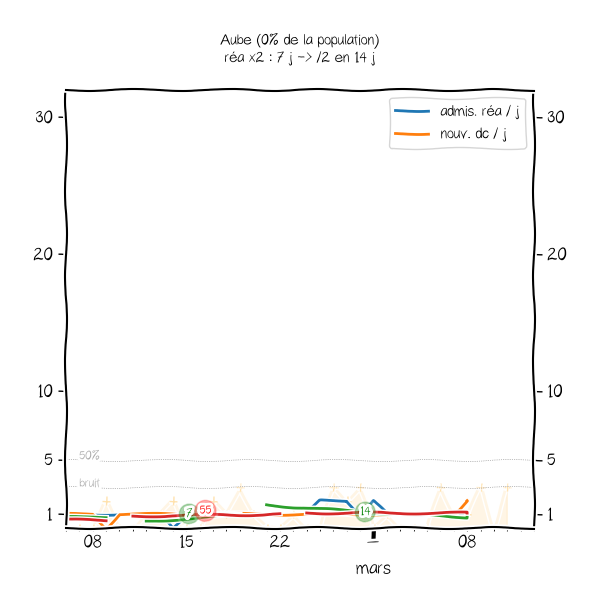 Aube (0% de la population)
réa x2 : 7 j -> /2 en 14 j
admis. réa / j
nouv. dc / j
30 30
20 20
10 10
5 5
50%
bruit
1 1
7 55 14
08 15 22 1 08
mars